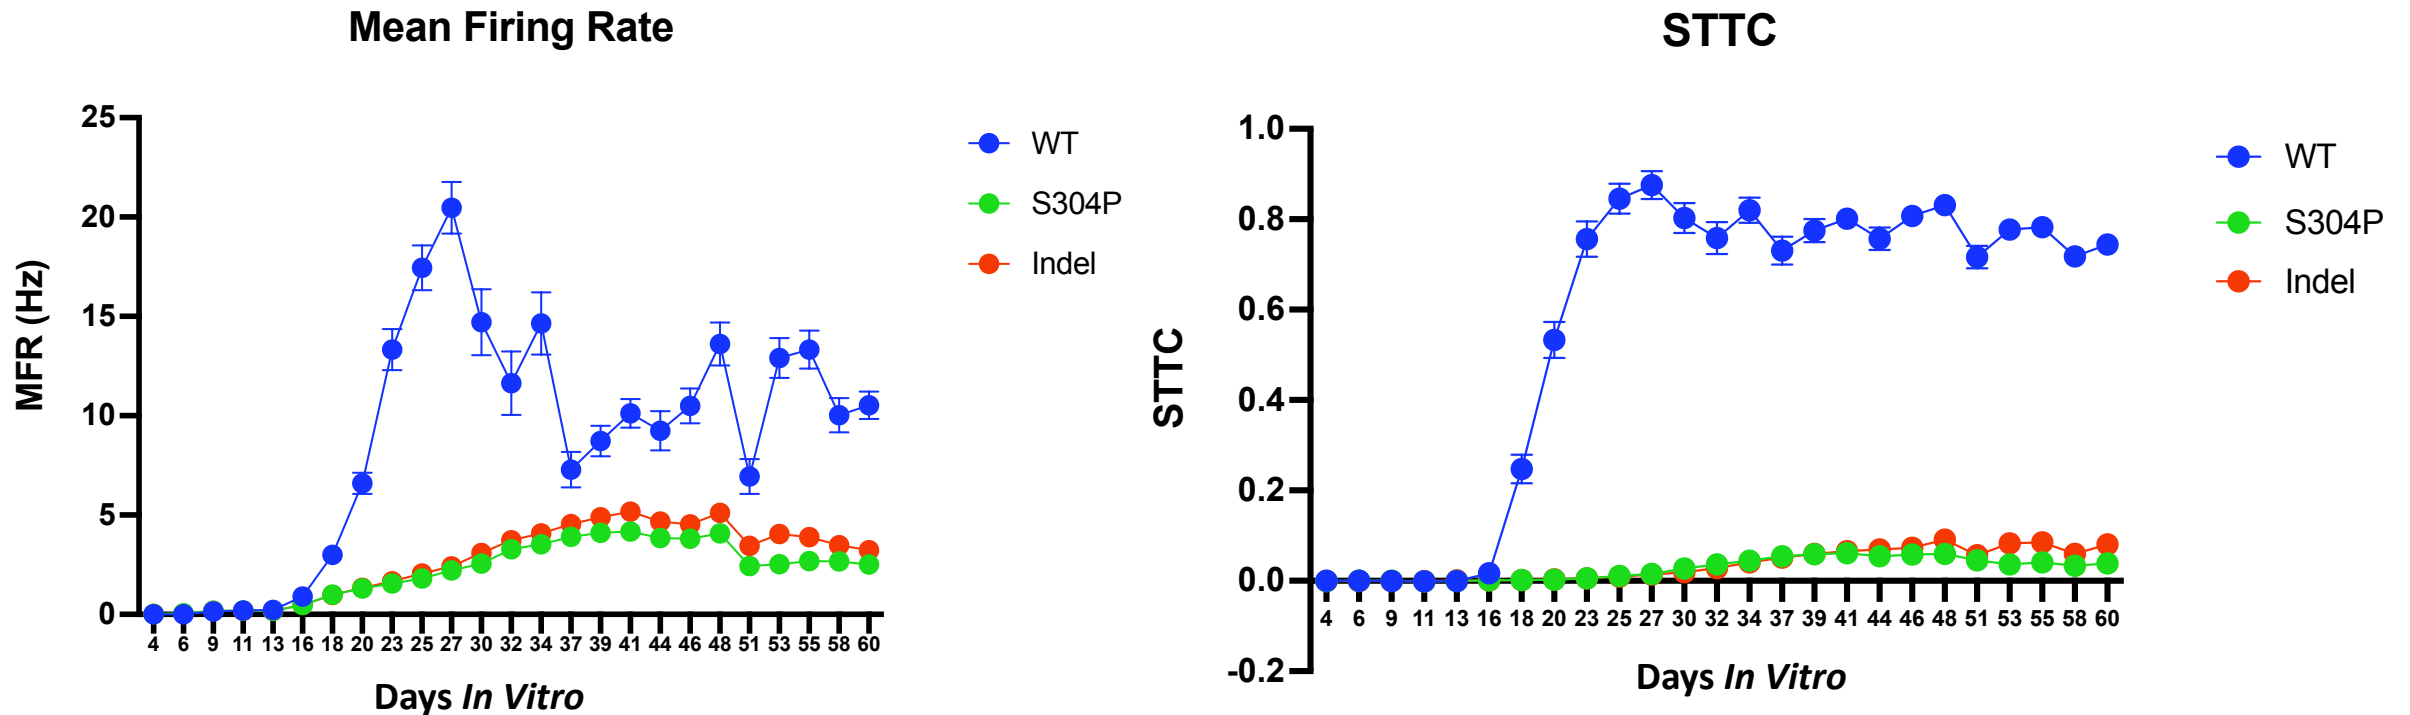 Mean Firing Rate
25
20
15
10
5
0
MFR (Hz)
4 6 9 11 13 16 18 20 23 25 27 30 32 34 37 39 41 44 46 48 51 53 55 58 60
Days In Vitro
WT
S304P
Indel
STTC
1.0
0.8
0.6
0.4
0.2
0.0
-0.2
STTC
4 6 9 11 13 16 18 20 23 25 27 30 32 34 37 39 41 44 46 48 51 53 55 58 60
Days In Vitro
WT
S304P
Indel